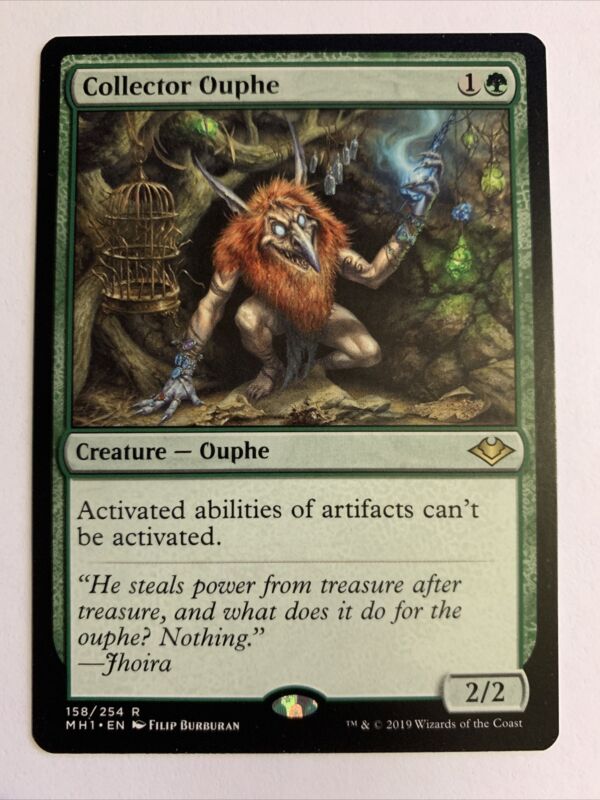 Collector Ouphe 1
Creature — Ouphe
Activated abilities of artifacts can't
be activated.
"He steals power from treasure after
treasure, and what does it do for the
ouphe? Nothing."
—Jhoira
2/2
158/254 R
MH1 • EN Filip Burburan
™ & © 2019 Wizards of the Coast